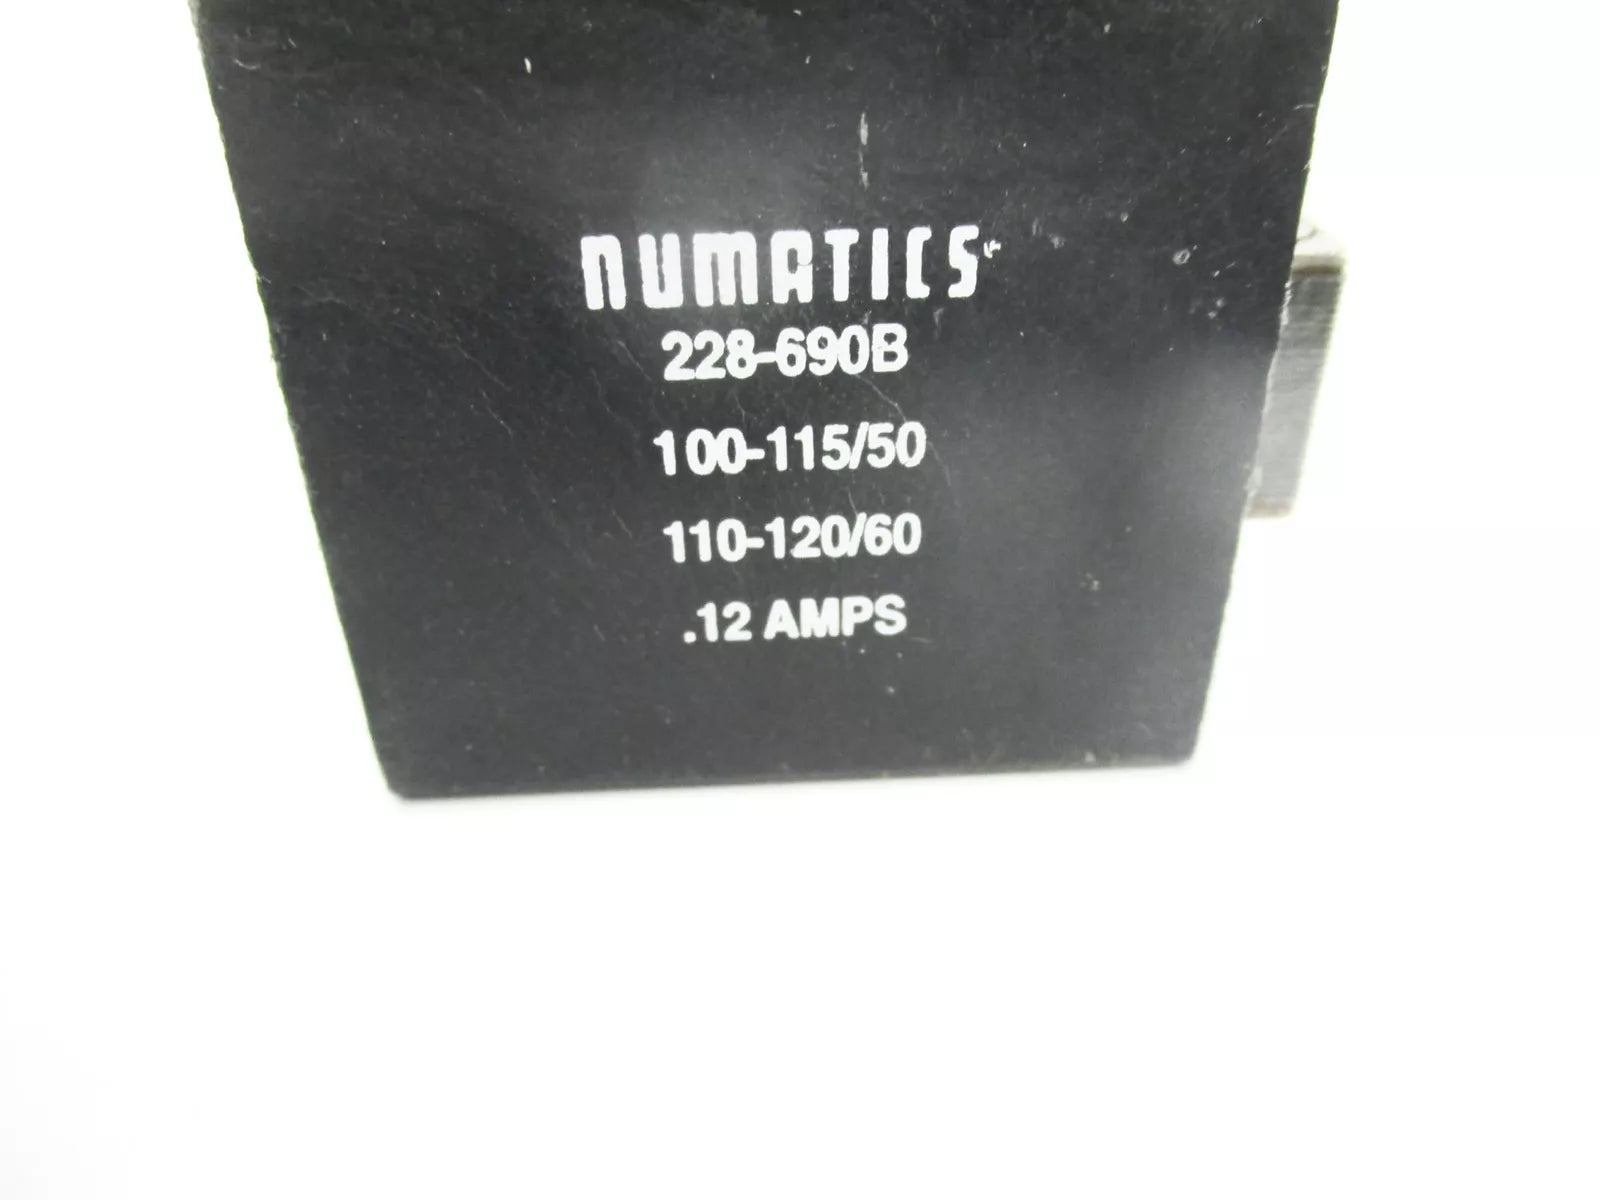 NUMATICS
228-690B
100-115/50
110-120/60
.12 AMPS